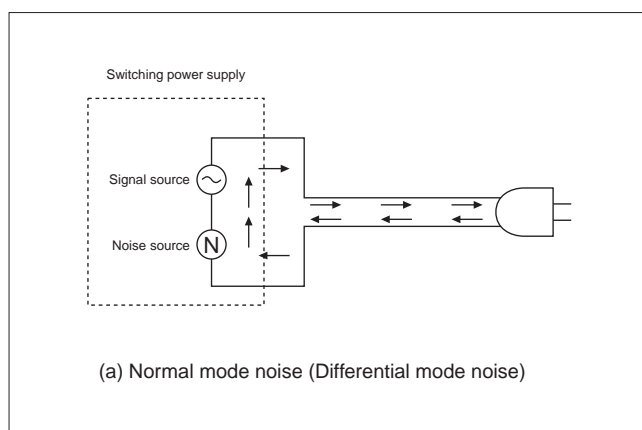 Switching power supply
Signal source
Noise source
N
(a) Normal mode noise (Differential mode noise)